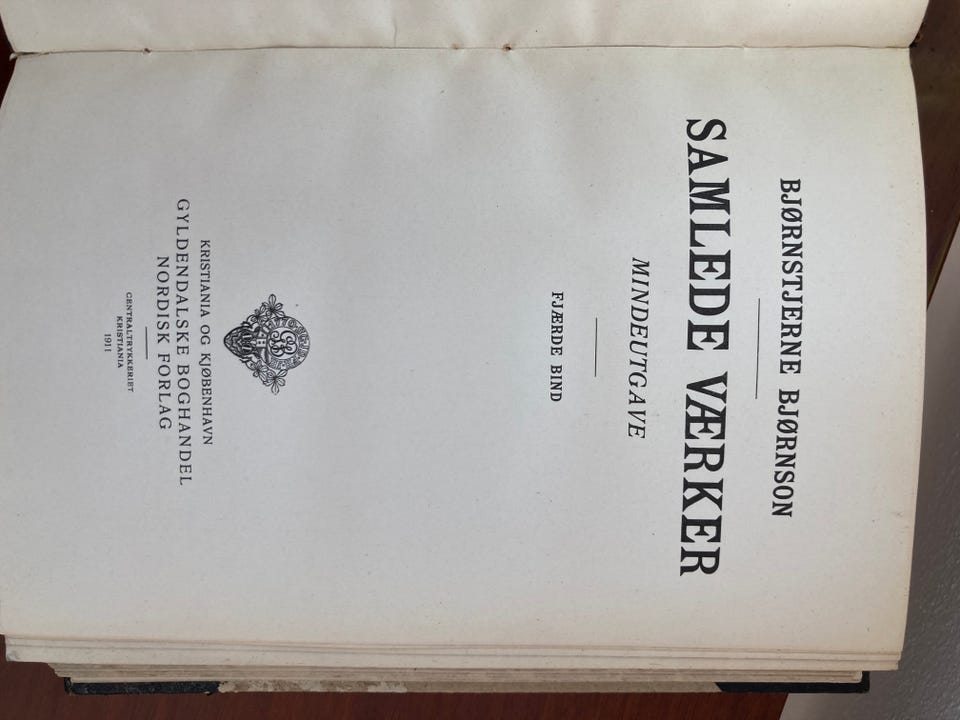 BJØRNSTJERNE BJØRNSON
SAMLEDE VÆRKER
MINDEUTGAVE
FJÆRDE BIND
KRISTIANIA OG KJØBENHAVN
GYLDENDALSKE BOGHANDEL
NORDISK FORLAG
CENTRALTRYKKERIET
KRISTIANIA
1911